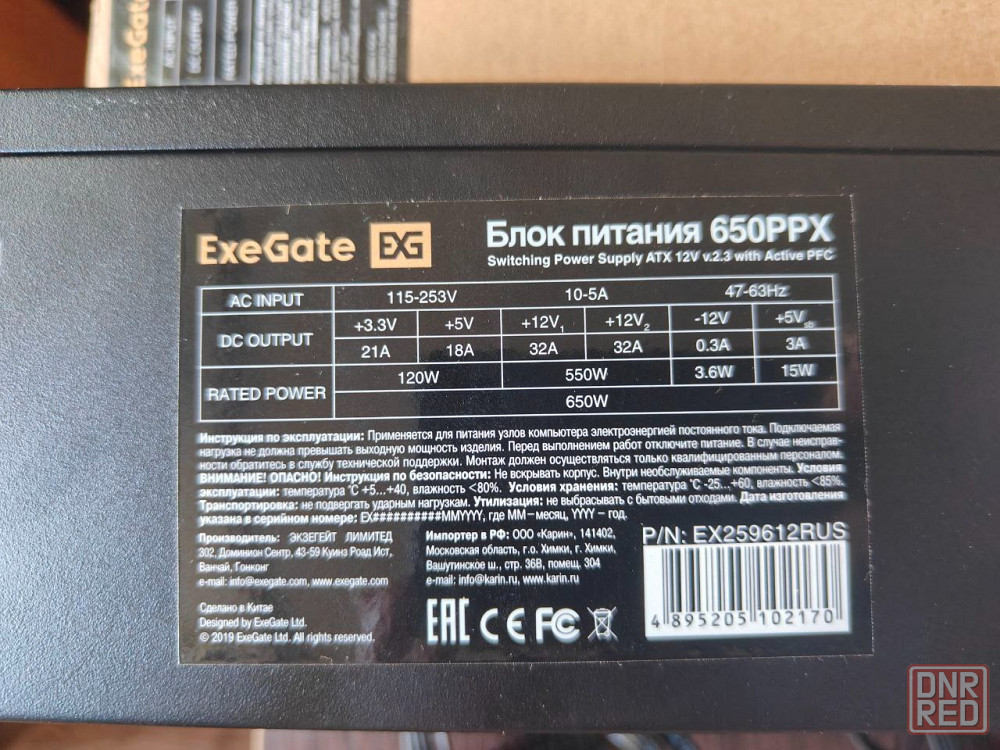 ExeGate
AC INPUT
DC OUTPUT
RATED POWER
ExeGate EXG
Блок питания 650PPX
Switching Power Supply ATX 12V v.2.3 with Active PFC
AC INPUT 115-253V 10-5A 47-63Hz
DC OUTPUT +3.3V +5V +12V₁ +12V₂ -12V +5Vsb
21A 18A 32A 32A 0.3A 3A
RATED POWER 120W 550W 3.6W 15W
650W
Инструкция по эксплуатации: Применяется для питания узлов компьютера электроэнергией постоянного тока. Подключаемая
нагрузка не должна превышать выходную мощность изделия. Перед выполнением работ отключите питание. В случае неисправ-
ности обратитесь в службу технической поддержки. Монтаж должен осуществляться только квалифицированным персоналом.
ВНИМАНИЕ! ОПАСНО! Инструкция по безопасности: Не вскрывать корпус. Внутри необслуживаемые компоненты. Условия
эксплуатации: температура °C +5...+40, влажность <80%. Условия хранения: температура °C -25...+60, влажность <85%.
Транспортировка: не подвергать ударным нагрузкам. Утилизация: не выбрасывать с бытовыми отходами. Дата изготовления
указана в серийном номере: EX##########MMYYYY, где MM – месяц, YYYY – год.
Производитель: ЭКЗЕГЕЙТ ЛИМИТЕД
302, Доминион Сентр, 43-59 Куинз Роад Ист,
Ванчай, Гонконг
e-mail: info@exegate.com, www.exegate.com
Импортер в РФ: ООО «Карин», 141402,
Московская область, г.о. Химки, г. Химки,
Вашутинское ш., стр. 36В, помещ. 304
e-mail: info@karin.ru, www.karin.ru
P/N: EX259612RUS
Сделано в Китае
Designed by ExeGate Ltd.
© 2019 ExeGate Ltd. All rights reserved.
EAC CE FC
4 895205 102170
DNR
RED